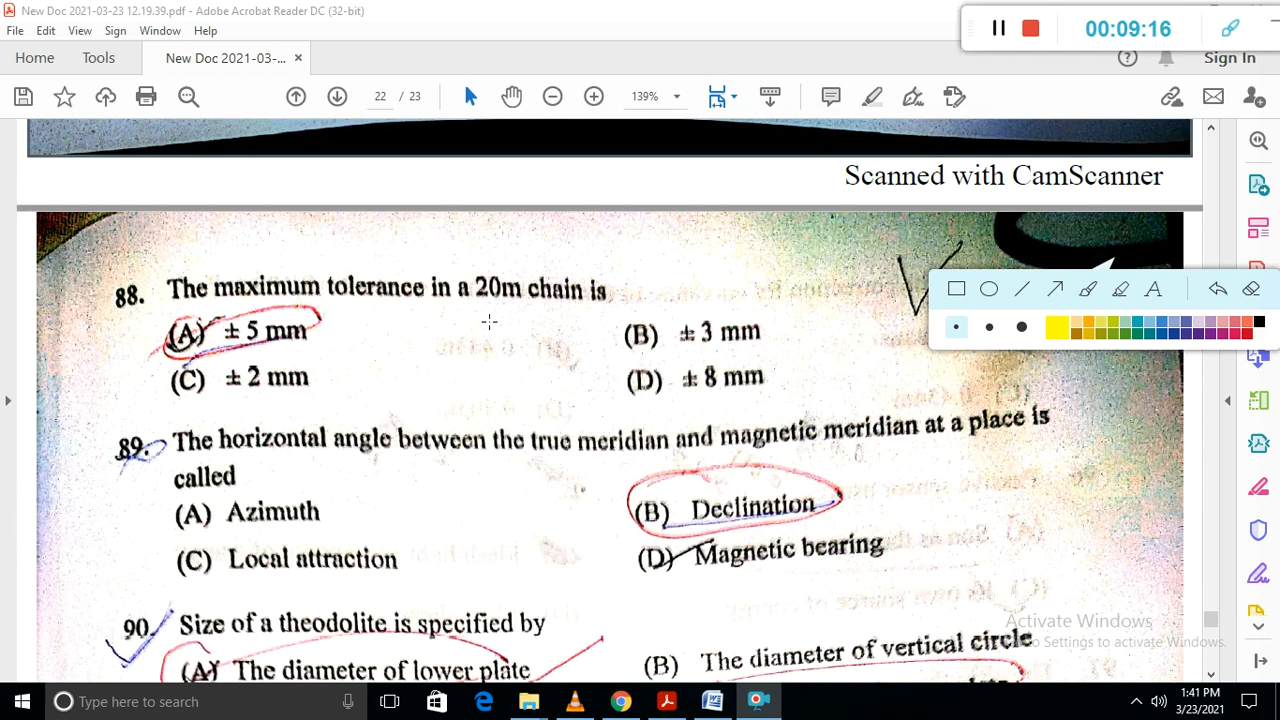 New Doc 2021-03-23 12.19.39.pdf - Adobe Acrobat Reader DC (32-bit)
File Edit View Sign Window Help
00:09:16
Home Tools New Doc 2021-03-... × Sign In
22 / 23 139%
Scanned with CamScanner
88. The maximum tolerance in a 20m chain is
(A) ± 5 mm (B) ± 3 mm
(C) ± 2 mm (D) ± 8 mm
89. The horizontal angle between the true meridian and magnetic meridian at a place is
called
(A) Azimuth (B) Declination
(C) Local attraction (D) Magnetic bearing
90. Size of a theodolite is specified by
(A) The diameter of lower plate (B) The diameter of vertical circle
Activate Windows
to Settings to activate Windows.
Type here to search
1:41 PM
3/23/2021